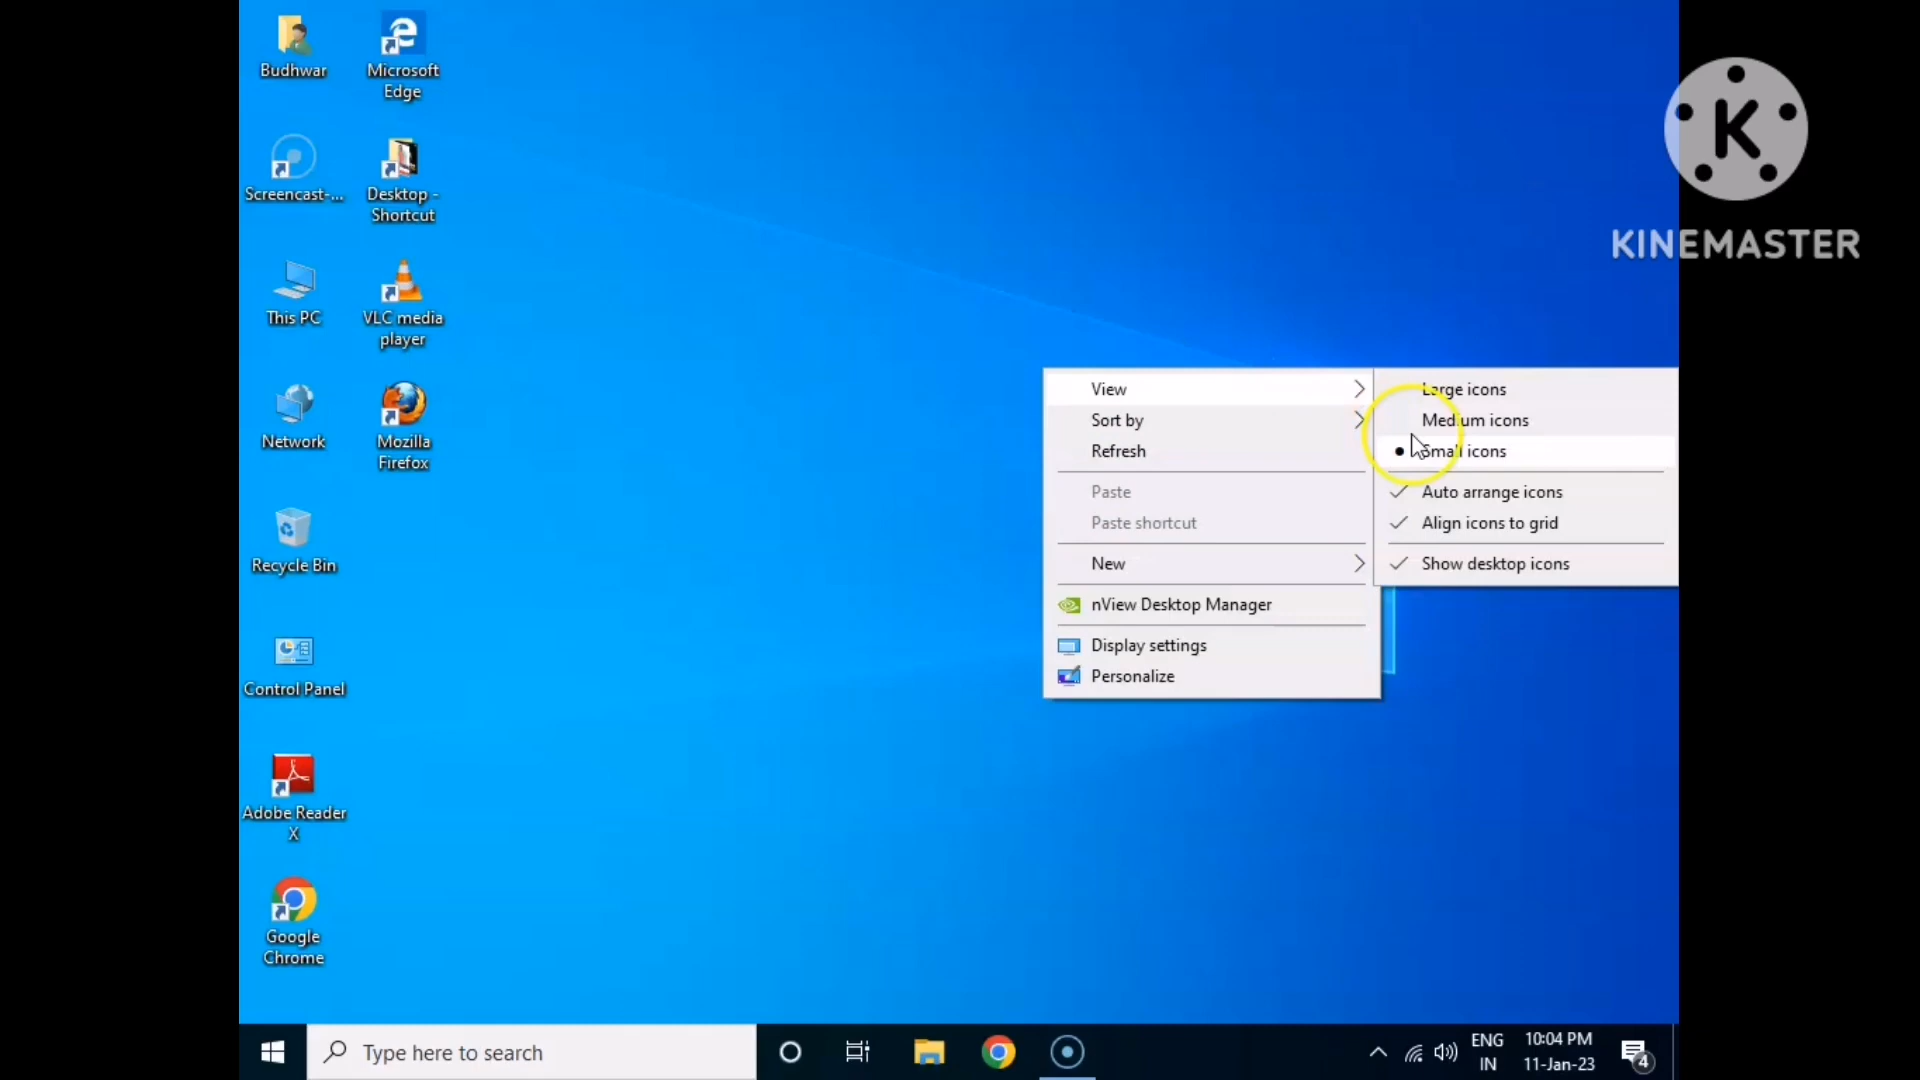 Budhwar
Microsoft
Edge
Screencast-...
Desktop -
Shortcut
This PC
VLC media
player
Network
Mozilla
Firefox
Recycle Bin
Control Panel
Adobe Reader
X
Google
Chrome
K
KINEMASTER
View
Sort by
Refresh
Paste
Paste shortcut
New
nView Desktop Manager
Display settings
Personalize
Large icons
Medium icons
Small icons
Auto arrange icons
Align icons to grid
Show desktop icons
Type here to search
ENG
IN
10:04 PM
11-Jan-23
4